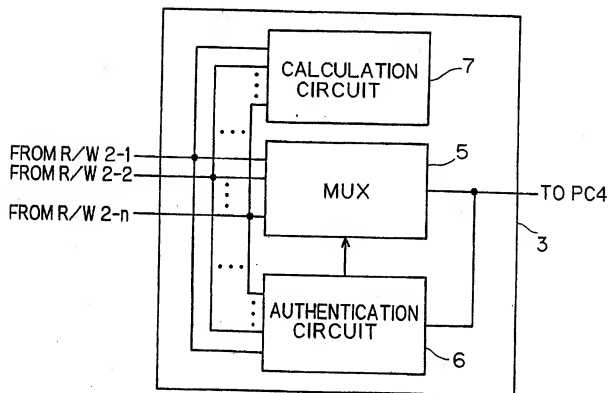 CALCULATION
CIRCUIT
7
FROM R/W 2-1
FROM R/W 2-2
FROM R/W 2-n
MUX
5
TO PC4
3
AUTHENTICATION
CIRCUIT
6